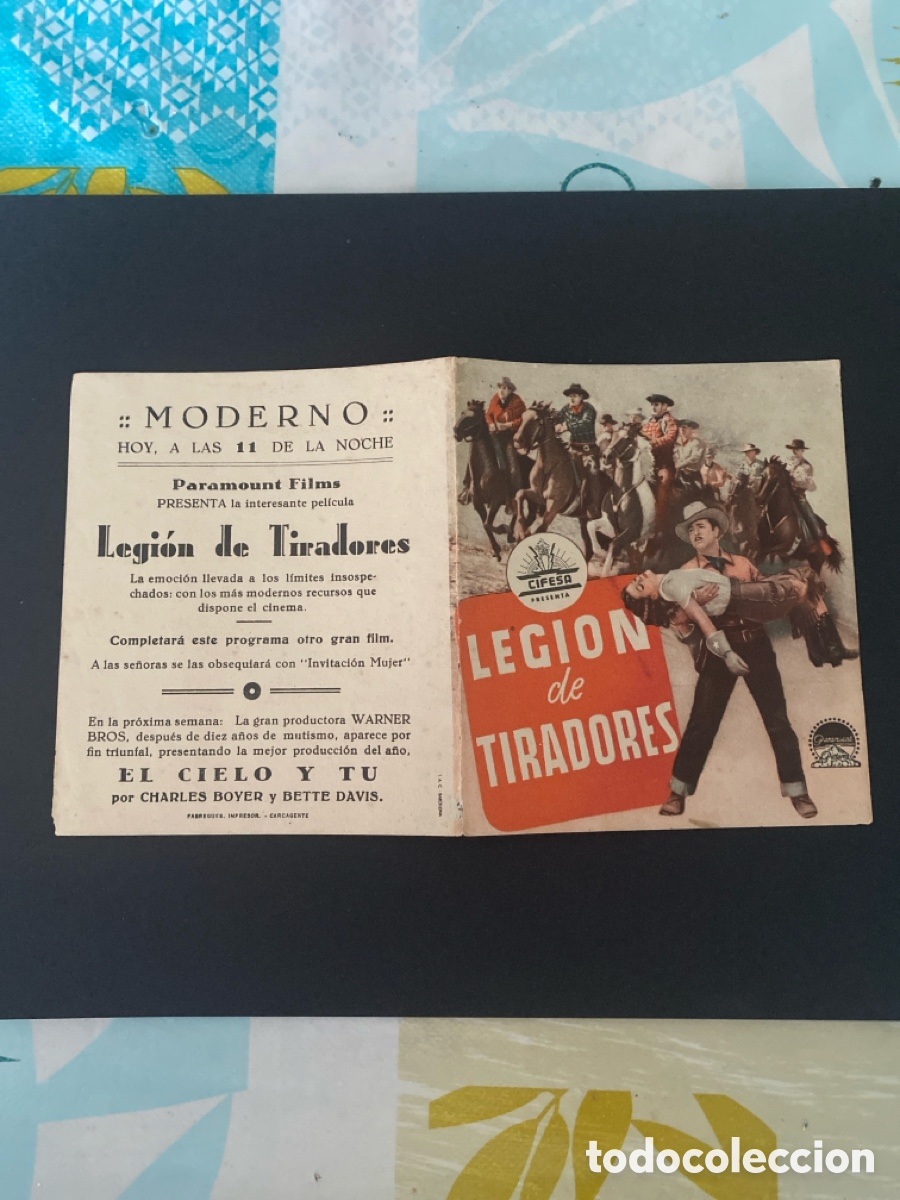 :: MODERNO ::
HOY, A LAS 11 DE LA NOCHE
Paramount Films
PRESENTA la interesante película
Legión de Tiradores
La emoción llevada a los límites insospe-
chados: con los más modernos recursos que
dispone el cinema.
Completará este programa otro gran film.
A las señoras se las obsequiará con "Invitación Mujer"
En la próxima semana: La gran productora WARNER
BROS, después de diez años de mutismo, aparece por
fin triunfal, presentando la mejor producción del año,
EL CIELO Y TU
por CHARLES BOYER y BETTE DAVIS.
FABREGUES, IMPRESOR. - CARCAGENTE
CIFESA
PRESENTA
LEGION
de
TIRADORES
Paramount
todocoleccion